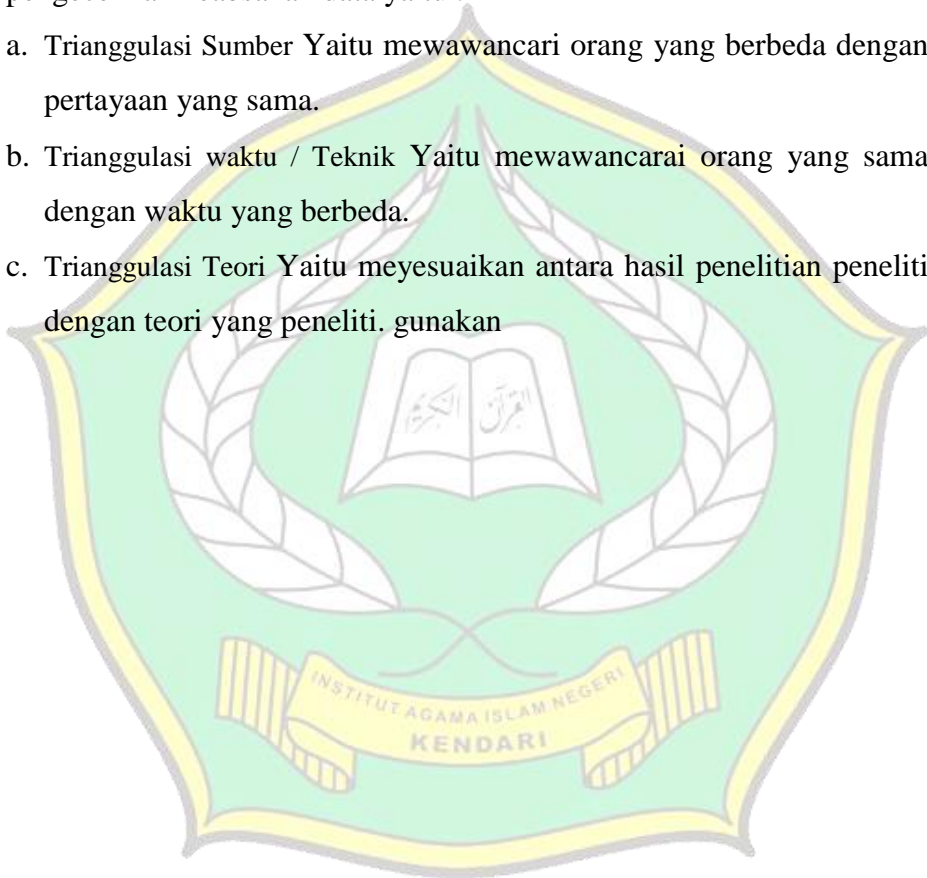 a. Trianggulasi Sumber Yaitu mewawancari orang yang berbeda dengan
pertayaan yang sama.
b. Trianggulasi waktu / Teknik Yaitu mewawancarai orang yang sama
dengan waktu yang berbeda.
c. Trianggulasi Teori Yaitu meyesuaikan antara hasil penelitian peneliti
dengan teori yang peneliti. gunakan
القرآن الكريم
INSTITUT AGAMA ISLAM NEGERI
KENDARI